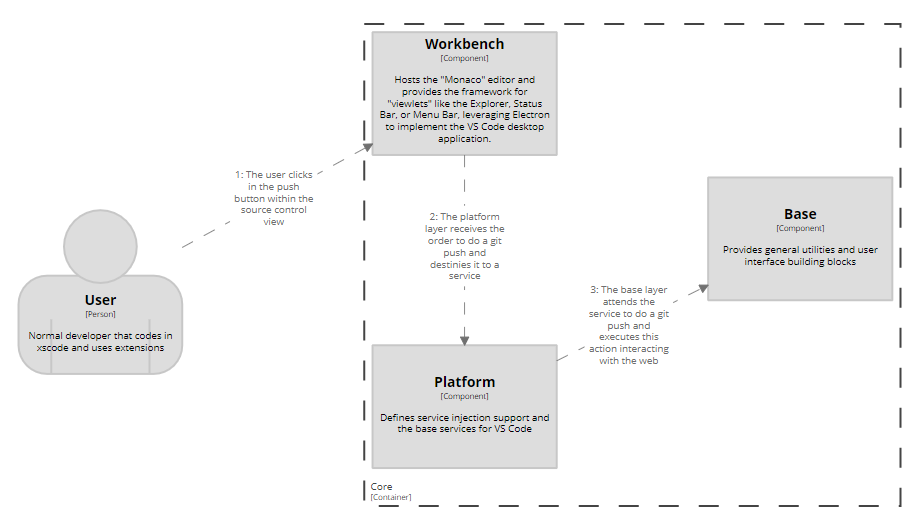 Workbench
[Component]
Hosts the "Monaco" editor and
provides the framework for
"viewlets" like the Explorer, Status
Bar, or Menu Bar, leveraging Electron
to implement the VS Code desktop
application.
1: The user clicks
in the push
button within the
source control
view
2: The platform
layer receives the
order to do a git
push and
destinies it to a
service
Base
[Component]
Provides general utilities and user
interface building blocks
User
[Person]
Normal developer that codes in
xscode and uses extensions
3: The base layer
attends the
service to do a git
push and
executes this
action interacting
with the web
Platform
[Component]
Defines service injection support and
the base services for VS Code
Core
[Container]